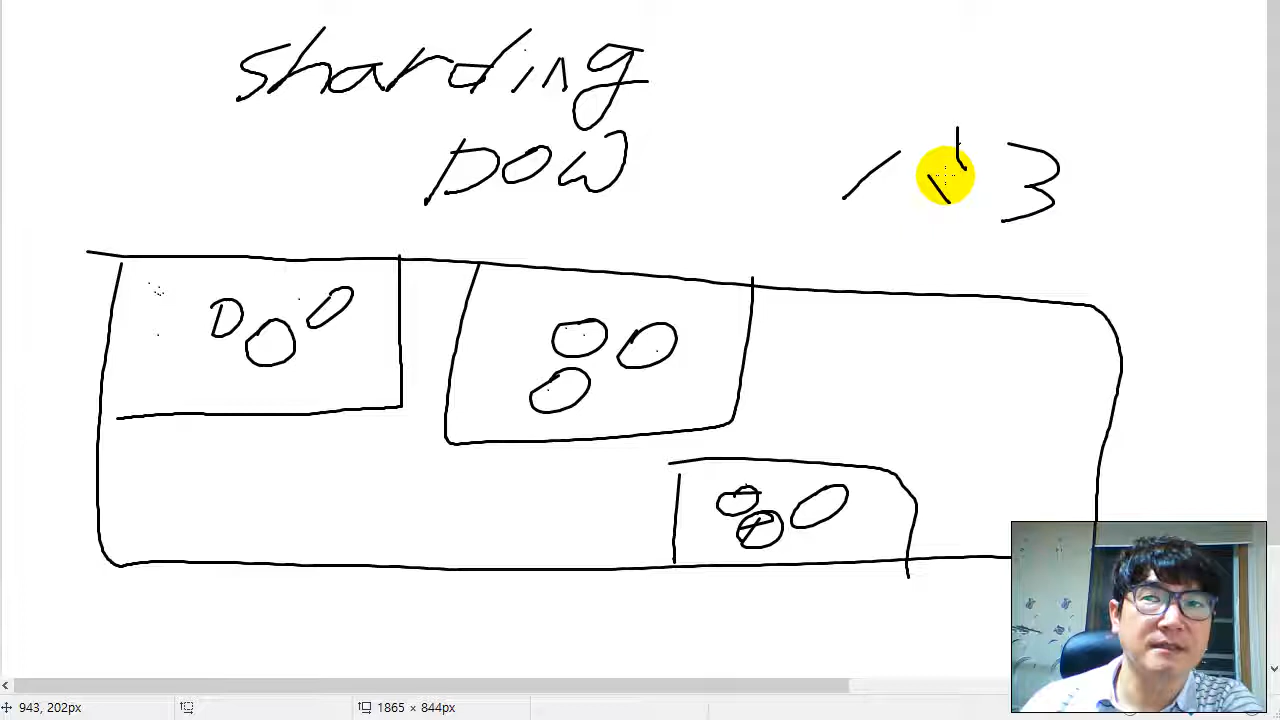 sharding
pow
1 3
D
943, 202px
1865 × 844px